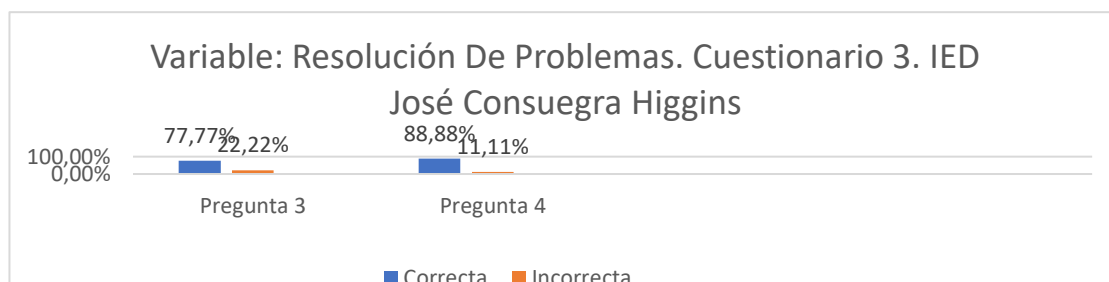 Variable: Resolución De Problemas. Cuestionario 3. IED
José Consuegra Higgins
77,77%
22,22%
88,88%
11,11%
100,00%
0,00%
Pregunta 3
Pregunta 4
Correcta
Incorrecta